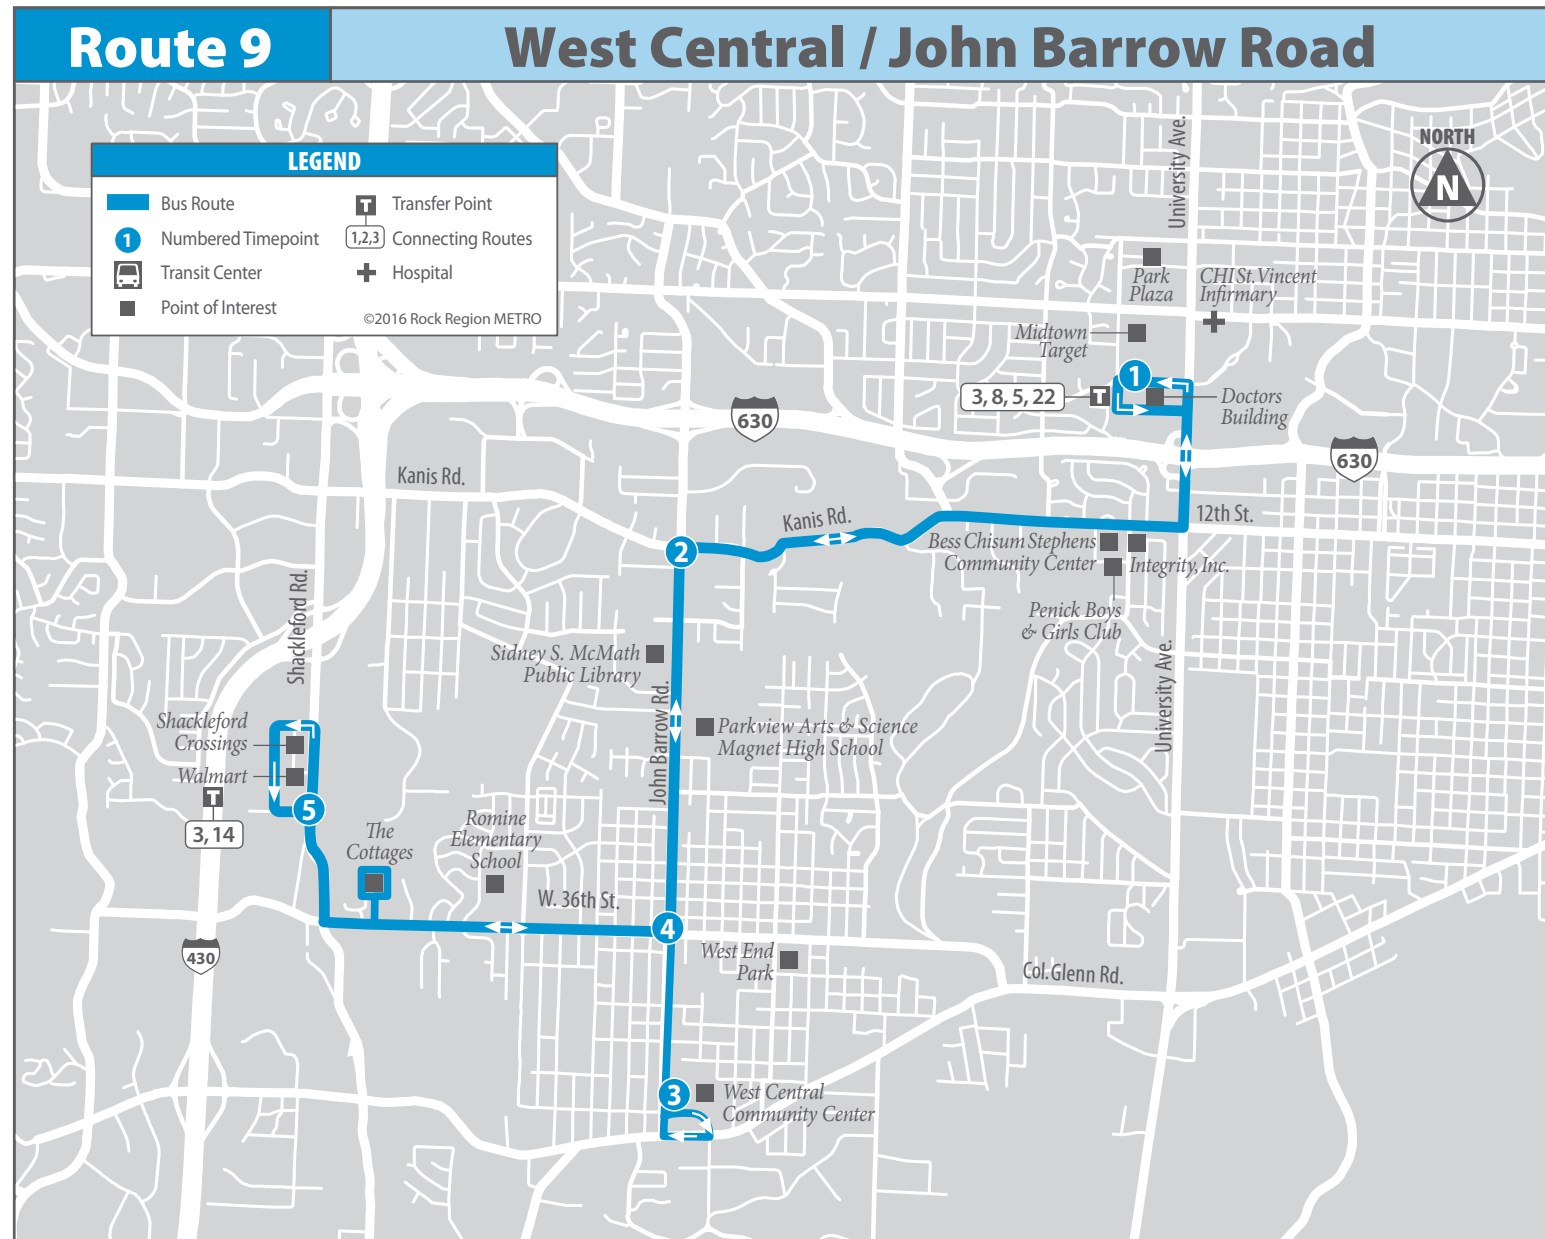 Route 9
West Central / John Barrow Road
LEGEND
Bus Route
1 Numbered Timepoint
Transit Center
Point of Interest
T Transfer Point
1,2,3 Connecting Routes
Hospital
©2016 Rock Region METRO
NORTH
N
University Ave.
Park
Plaza
CHI St. Vincent
Infirmary
Midtown
Target
1
3, 8, 5, 22
T
Doctors
Building
630
630
Kanis Rd.
Kanis Rd.
12th St.
2
Bess Chisum Stephens
Community Center
Integrity, Inc.
Penick Boys
& Girls Club
Shackleford Rd.
Sidney S. McMath
Public Library
John Barrow Rd.
University Ave.
Parkview Arts & Science
Magnet High School
Shackleford
Crossings
Walmart
T
3, 14
5
The
Cottages
Romine
Elementary
School
W. 36th St.
4
430
West End
Park
Col. Glenn Rd.
3
West Central
Community Center